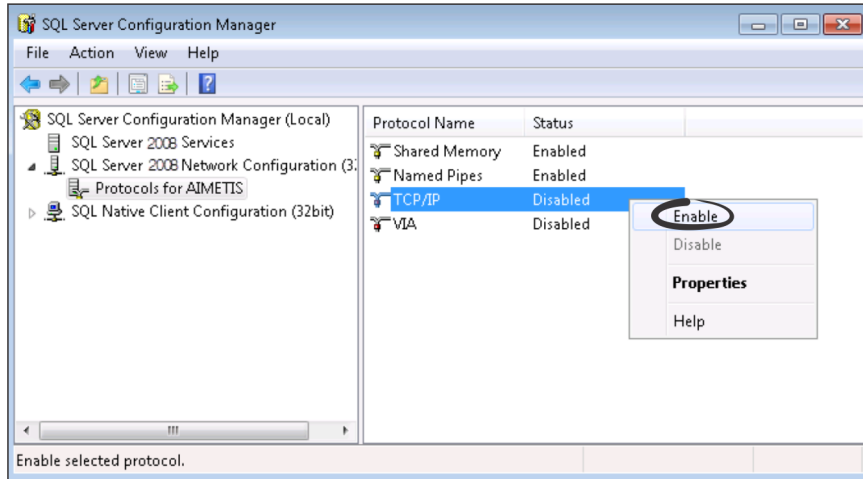 SQL Server Configuration Manager
File Action View Help
SQL Server Configuration Manager (Local)
SQL Server 2008 Services
SQL Server 2008 Network Configuration (3
Protocols for AIMETIS
SQL Native Client Configuration (32bit)
Protocol Name Status
Shared Memory Enabled
Named Pipes Enabled
TCP/IP Disabled
VIA Disabled
Enable
Disable
Properties
Help
Enable selected protocol.